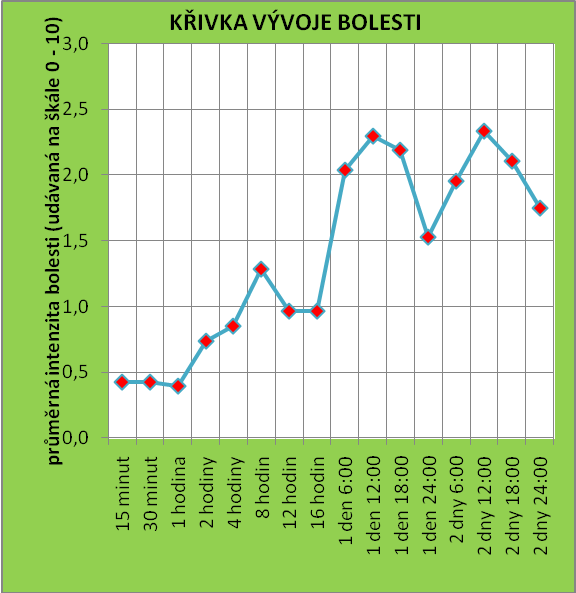 KŘIVKA VÝVOJE BOLESTI
průměrná intenzita bolesti (udávaná na škále 0 - 10)
3,0
2,5
2,0
1,5
1,0
0,5
0,0
15 minut
30 minut
1 hodina
2 hodiny
4 hodiny
8 hodin
12 hodin
16 hodin
1 den 6:00
1 den 12:00
1 den 18:00
1 den 24:00
2 dny 6:00
2 dny 12:00
2 dny 18:00
2 dny 24:00